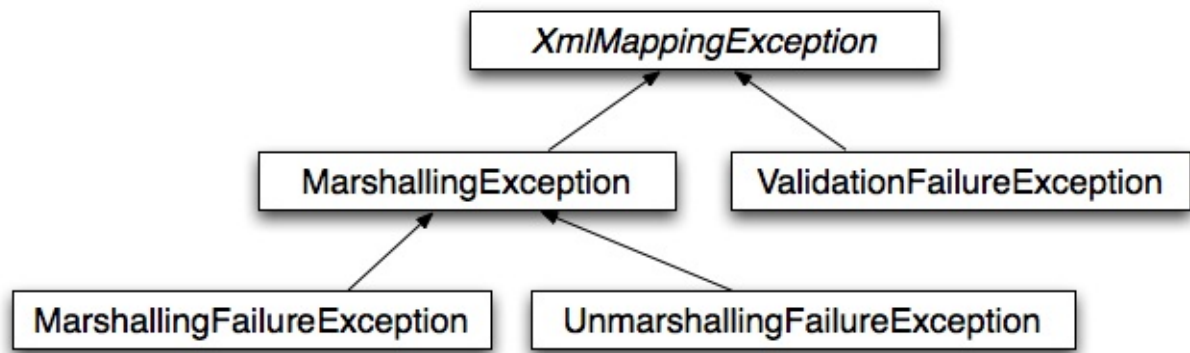 XmlMappingException
MarshallingException
ValidationFailureException
MarshallingFailureException
UnmarshallingFailureException